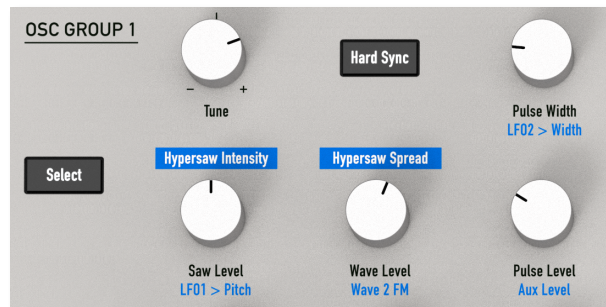 OSC GROUP 1
Hard Sync
− +
Tune
Pulse Width
LFO2 > Width
Select
Hypersaw Intensity
Hypersaw Spread
Saw Level
LFO1 > Pitch
Wave Level
Wave 2 FM
Pulse Level
Aux Level